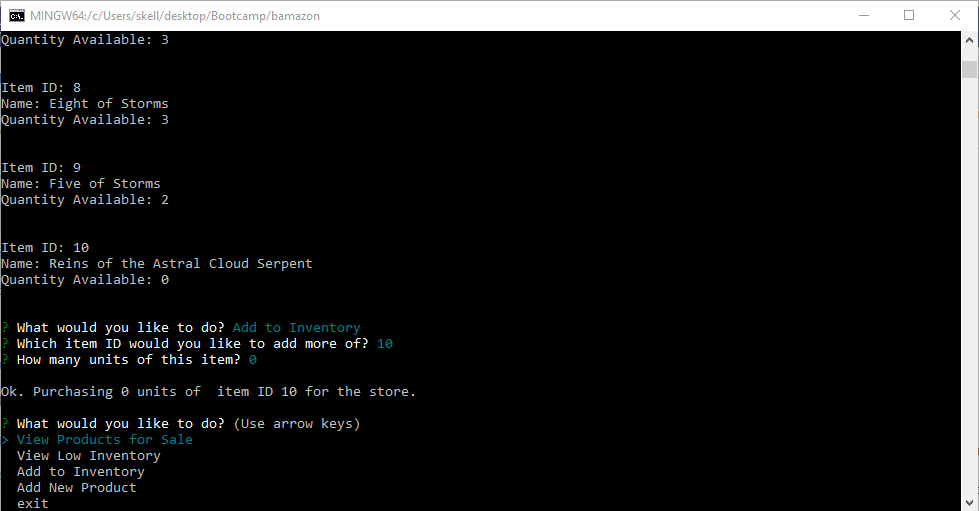 MINGW64:/c/Users/skell/desktop/Bootcamp/bamazon
Quantity Available: 3
Item ID: 8
Name: Eight of Storms
Quantity Available: 3
Item ID: 9
Name: Five of Storms
Quantity Available: 2
Item ID: 10
Name: Reins of the Astral Cloud Serpent
Quantity Available: 0
? What would you like to do? Add to Inventory
? Which item ID would you like to add more of? 10
? How many units of this item? 0
Ok. Purchasing 0 units of  item ID 10 for the store.
? What would you like to do? (Use arrow keys)
> View Products for Sale
  View Low Inventory
  Add to Inventory
  Add New Product
  exit